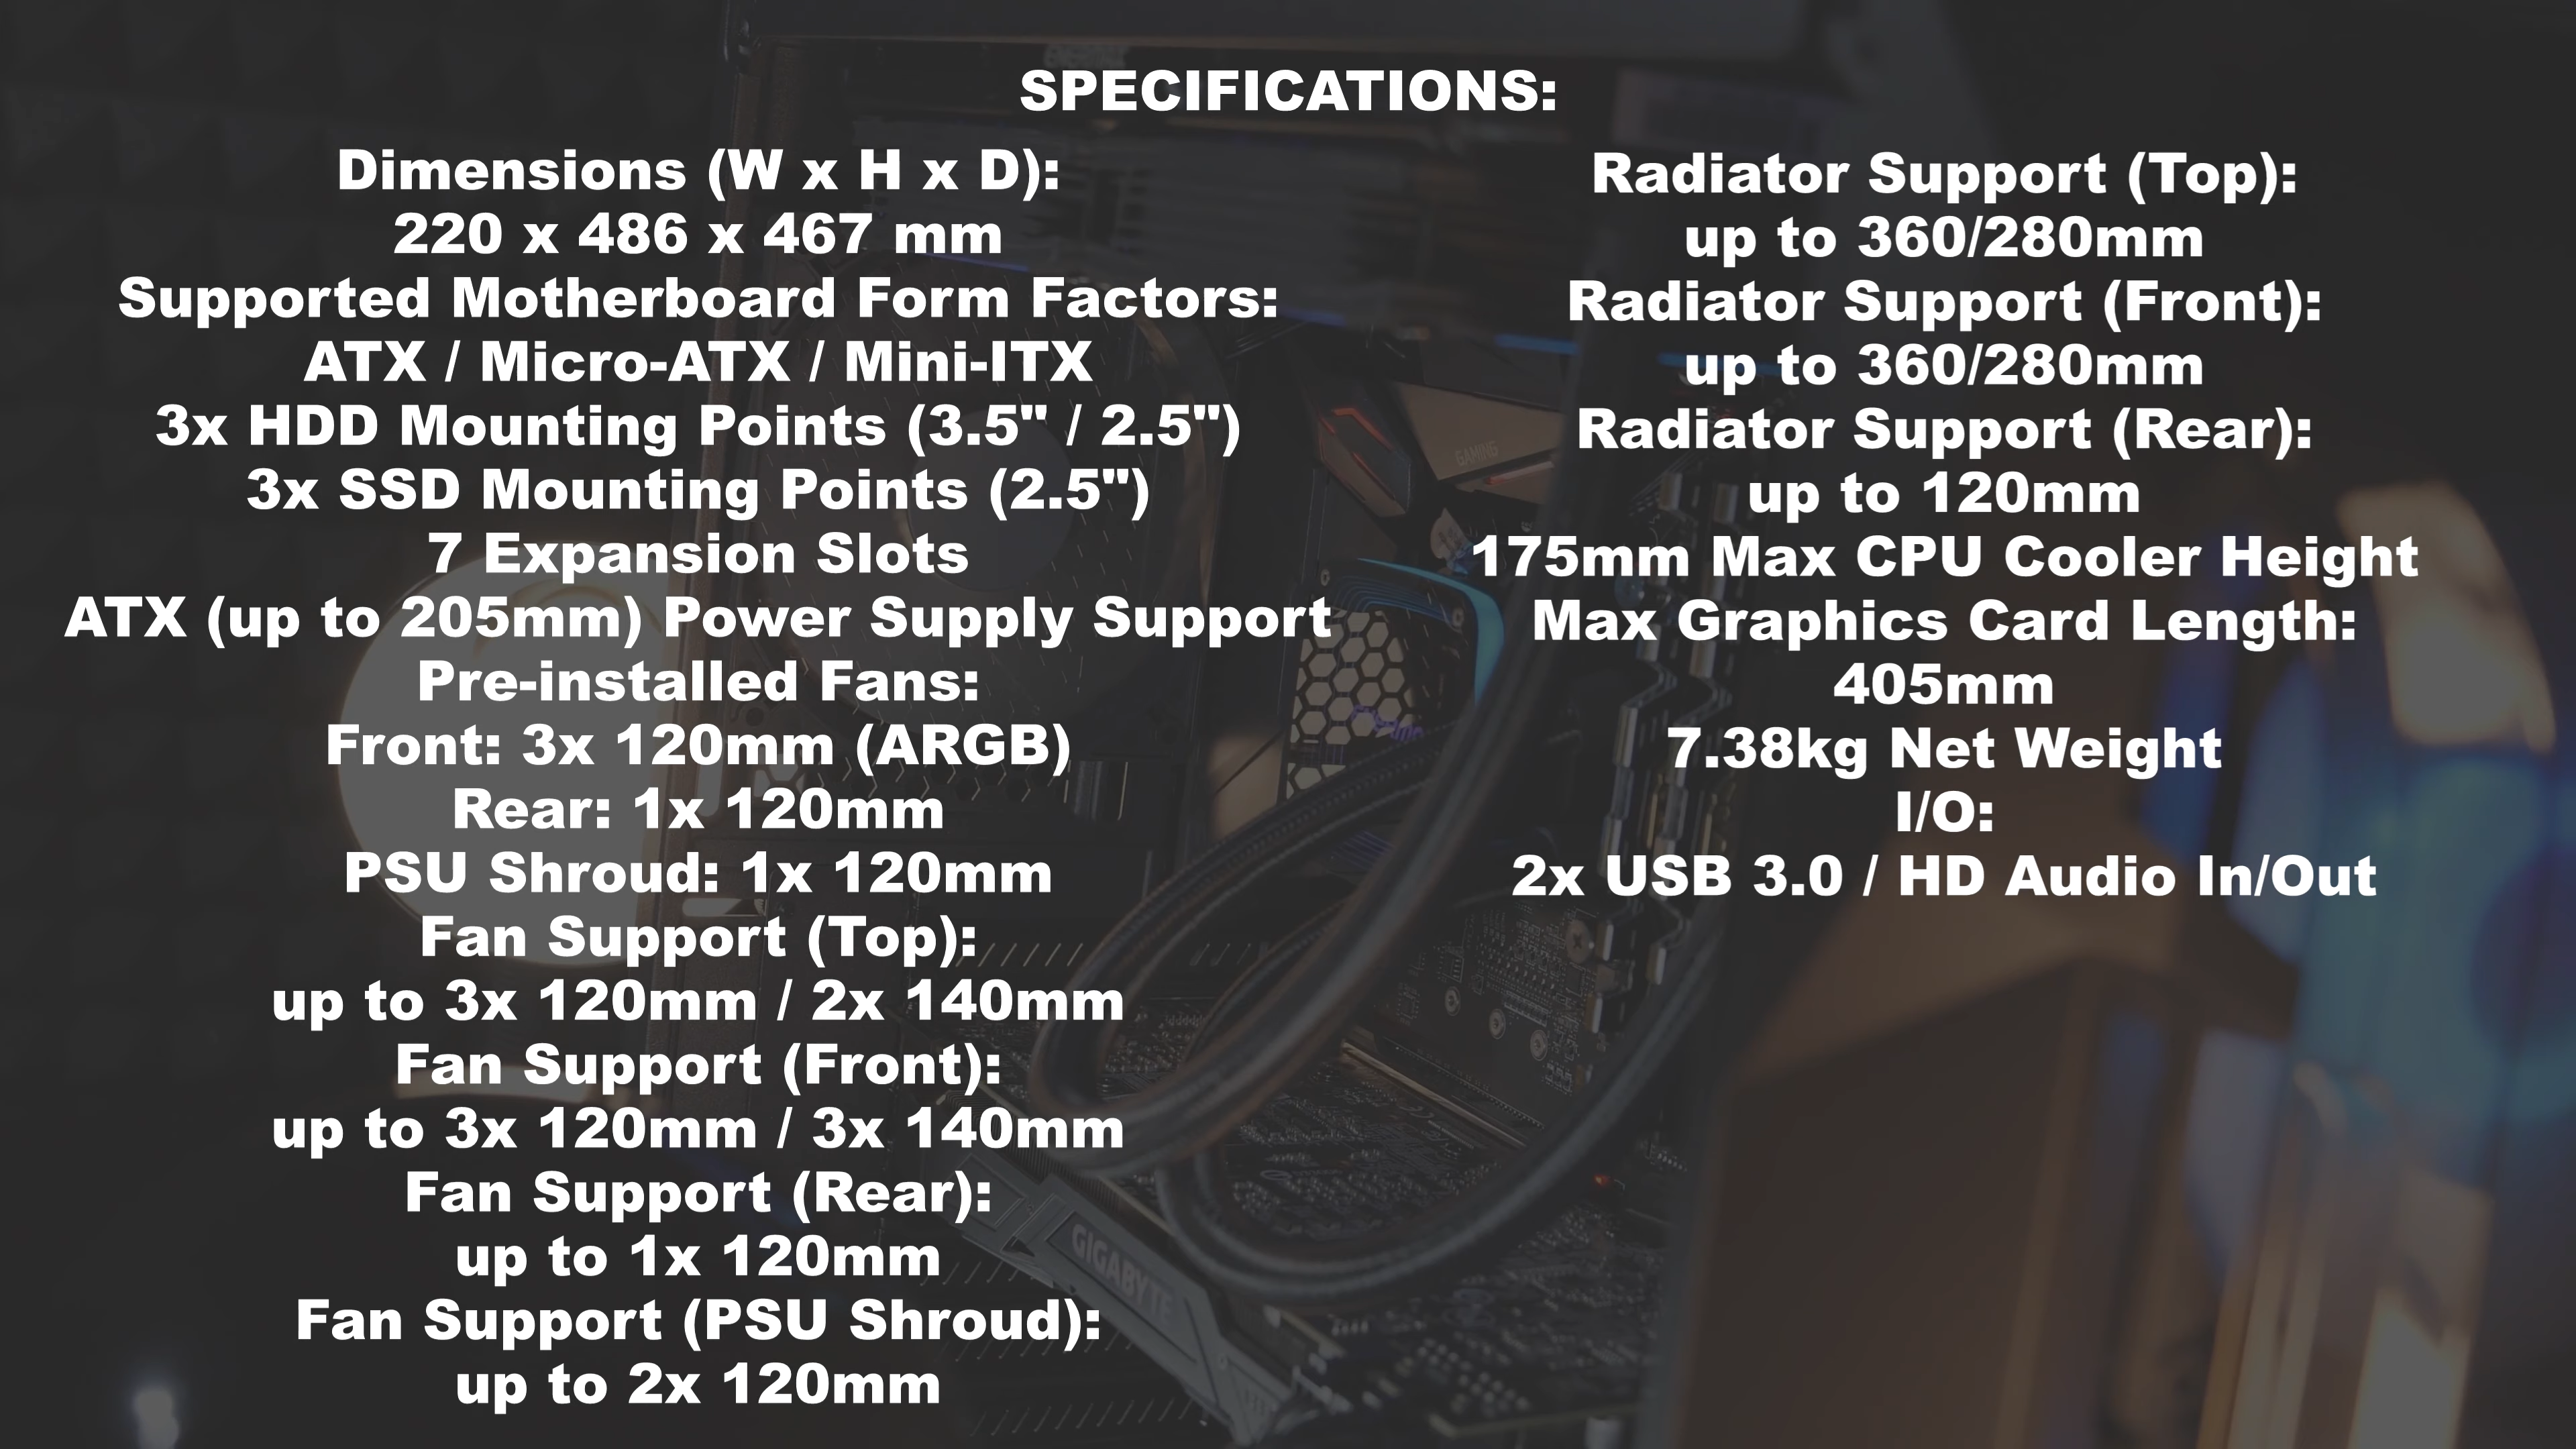 SPECIFICATIONS:
Dimensions (W x H x D):
220 x 486 x 467 mm
Supported Motherboard Form Factors:
ATX / Micro-ATX / Mini-ITX
3x HDD Mounting Points (3.5" / 2.5")
3x SSD Mounting Points (2.5")
7 Expansion Slots
ATX (up to 205mm) Power Supply Support
Pre-installed Fans:
Front: 3x 120mm (ARGB)
Rear: 1x 120mm
PSU Shroud: 1x 120mm
Fan Support (Top):
up to 3x 120mm / 2x 140mm
Fan Support (Front):
up to 3x 120mm / 3x 140mm
Fan Support (Rear):
up to 1x 120mm
Fan Support (PSU Shroud):
up to 2x 120mm
Radiator Support (Top):
up to 360/280mm
Radiator Support (Front):
up to 360/280mm
Radiator Support (Rear):
up to 120mm
175mm Max CPU Cooler Height
Max Graphics Card Length:
405mm
7.38kg Net Weight
I/O:
2x USB 3.0 / HD Audio In/Out
GAMING
GIGABYTE